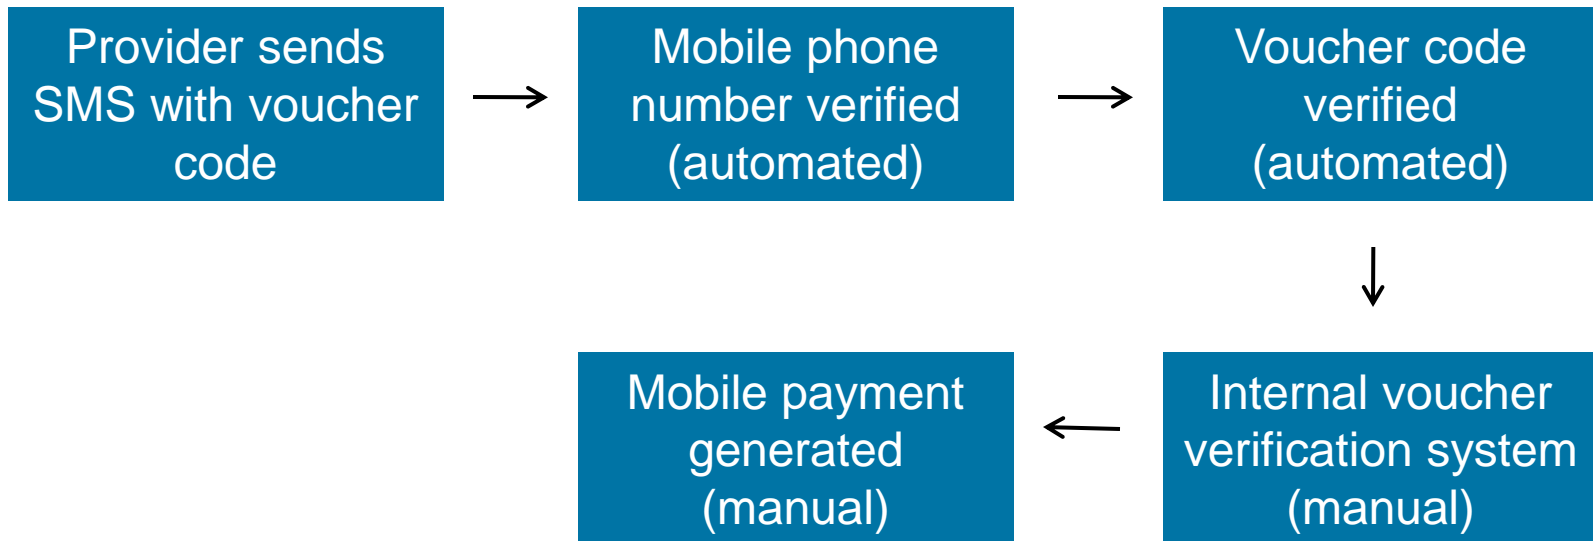 Provider sends
SMS with voucher
code
Mobile phone
number verified
(automated)
Voucher code
verified
(automated)
Internal voucher
verification system
(manual)
Mobile payment
generated
(manual)